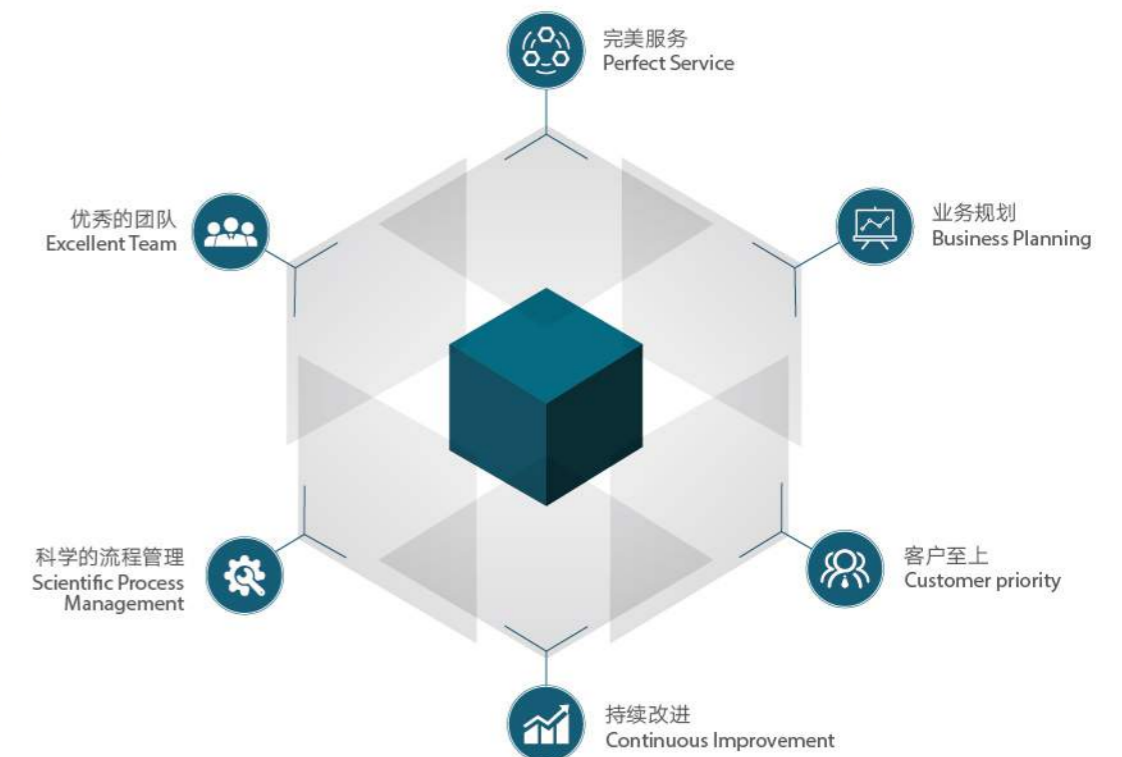 完美服务
Perfect Service
优秀的团队
Excellent Team
业务规划
Business Planning
科学的流程管理
Scientific Process
Management
客户至上
Customer priority
持续改进
Continuous Improvement